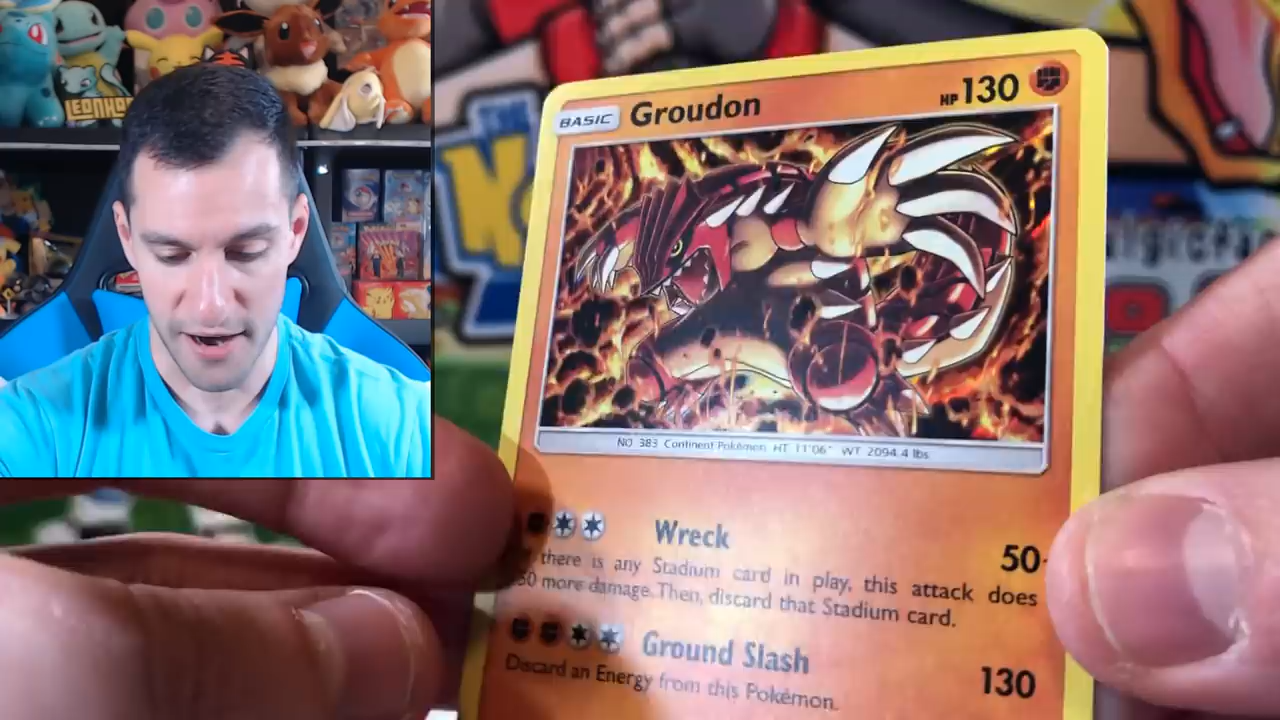 LEONHA
BASIC Groudon HP 130
NO. 383 Continent Pokémon HT 11'06" WT 2094.4 lbs
Wreck 50
there is any Stadium card in play, this attack does
more damage. Then, discard that Stadium card.
Ground Slash 130
Discard an Energy from this Pokémon.